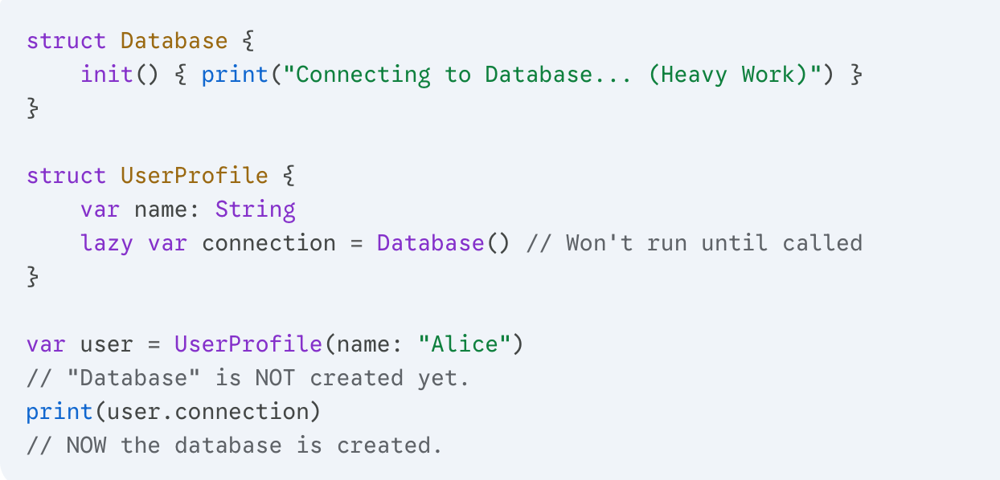 struct Database {
    init() { print("Connecting to Database... (Heavy Work)") }
}

struct UserProfile {
    var name: String
    lazy var connection = Database() // Won't run until called
}

var user = UserProfile(name: "Alice")
// "Database" is NOT created yet.
print(user.connection)
// NOW the database is created.